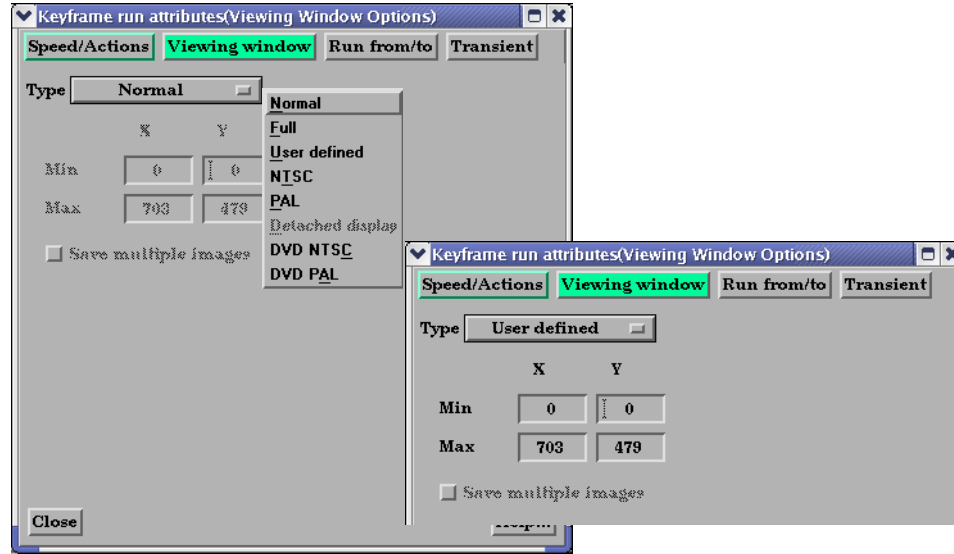 Keyframe run attributes(Viewing Window Options)
Speed/Actions Viewing window Run from/to Transient
Type Normal
X Y
Min 0 0
Max 703 479
Save multiple images
Close
Normal
Full
User defined
NTSC
PAL
Detached display
DVD NTSC
DVD PAL
Keyframe run attributes(Viewing Window Options)
Speed/Actions Viewing window Run from/to Transient
Type User defined
X Y
Min 0 0
Max 703 479
Save multiple images